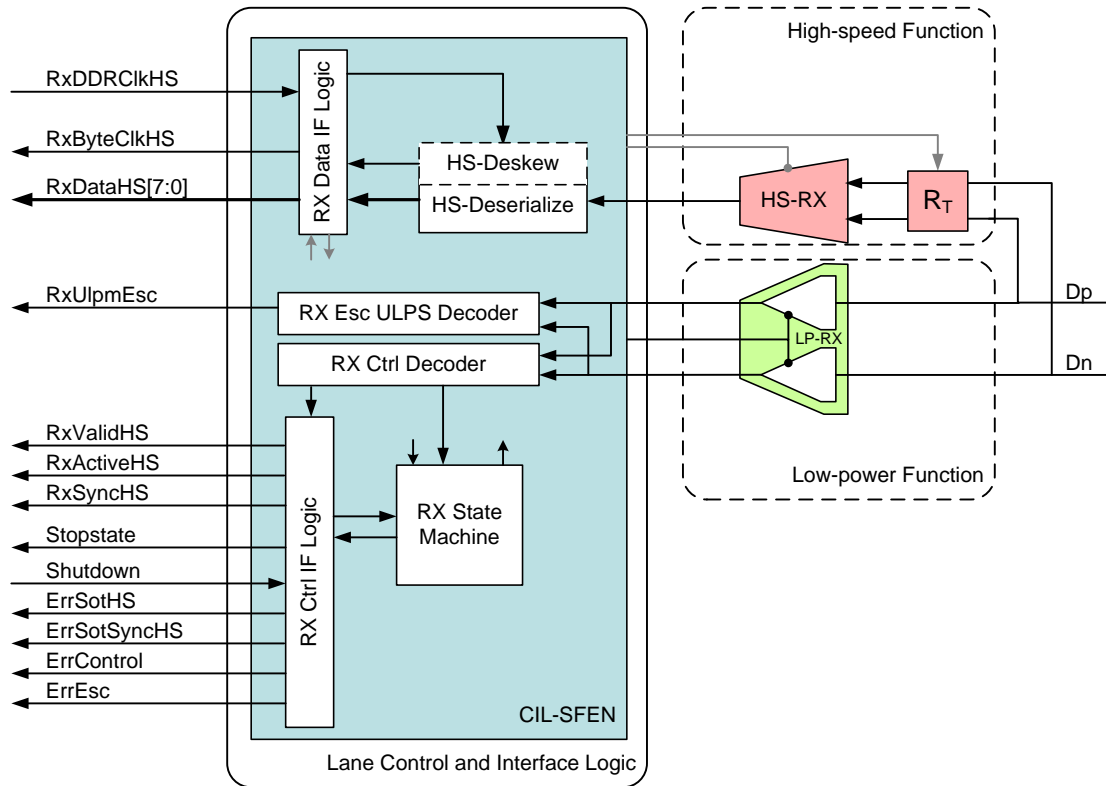 High-speed Function
RxDDRClkHS
RxByteClkHS
RxDataHS[7:0]
RX Data IF Logic
HS-Deskew
HS-Deserialize
HS-RX
RT
RxUlpmEsc
RX Esc ULPS Decoder
RX Ctrl Decoder
LP-RX
Dp
Dn
Low-power Function
RxValidHS
RxActiveHS
RxSyncHS
Stopstate
Shutdown
ErrSotHS
ErrSotSyncHS
ErrControl
ErrEsc
RX Ctrl IF Logic
RX State
Machine
CIL-SFEN
Lane Control and Interface Logic